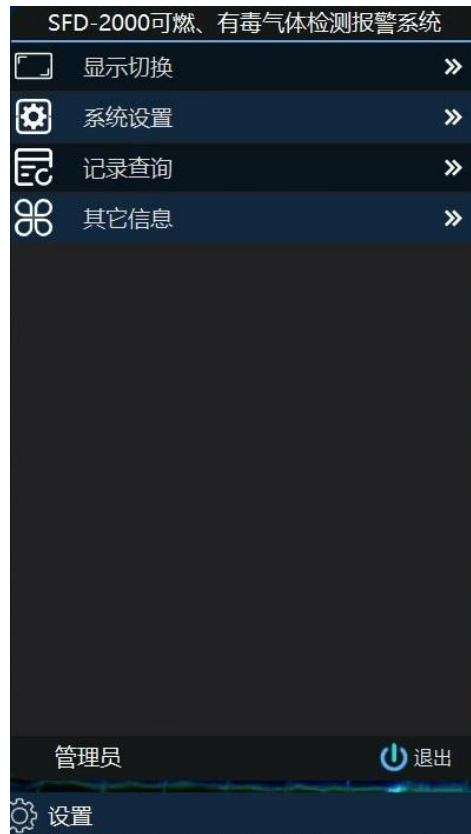 SFD-2000可燃、有毒气体检测报警系统
显示切换
系统设置
记录查询
其它信息
管理员 退出
设置